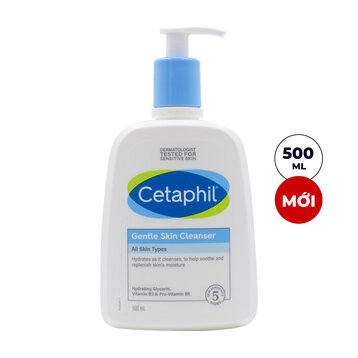 DERMATOLOGIST
TESTED FOR
SENSITIVE SKIN
Cetaphil
Gentle Skin Cleanser
All Skin Types
Hydrates as it cleanses, to help soothe and
replenish skin's moisture
Hydrating Glycerin,
Vitamin B3 & Pro-Vitamin B5
5
500 mL
500
ML
MỚI